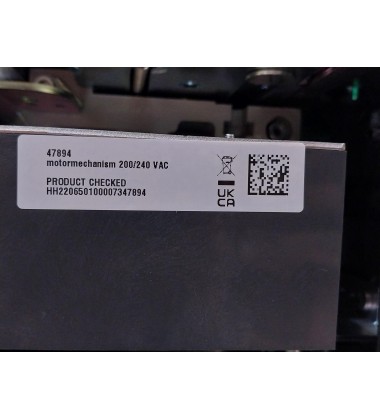 47894
motormechanism 200/240 VAC
PRODUCT CHECKED
HH220650100007347894
UK
CA